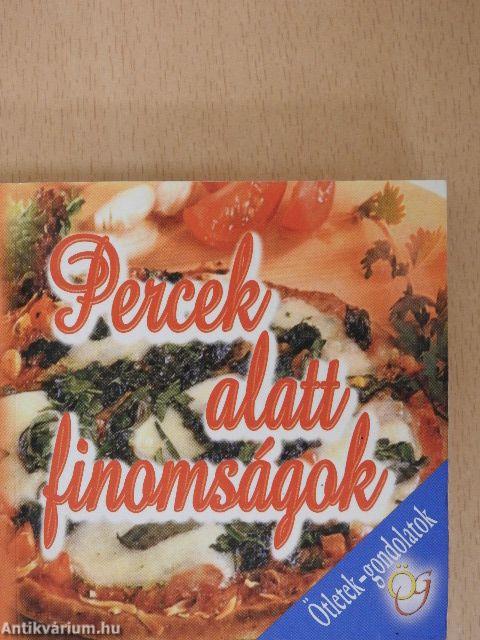 Percek
alatt
finomságok
Ötletek-gondolatok
ÖG
Antikvárium.hu